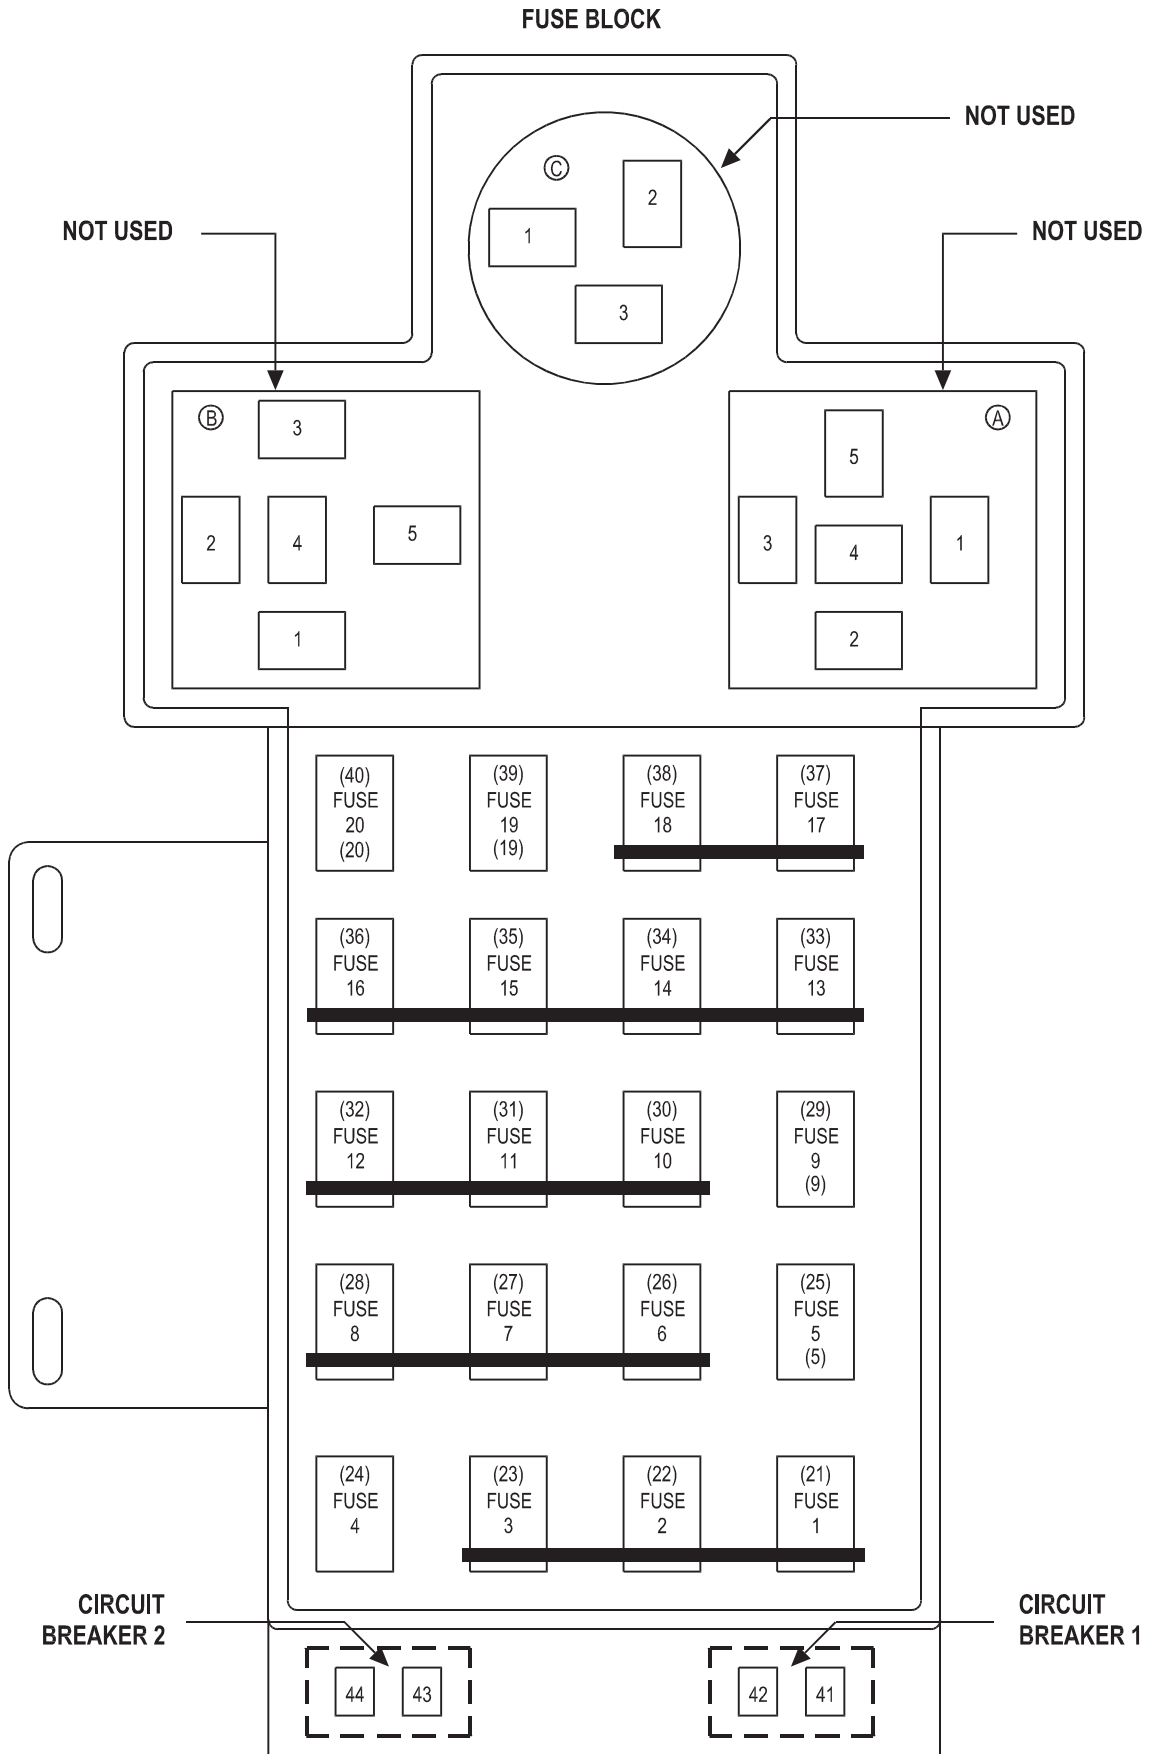 FUSE BLOCK
NOT USED
C
2
1
3
NOT USED
NOT USED
B
3
2
4
5
1
A
5
3
4
1
2
(40)
FUSE
20
(20)
(39)
FUSE
19
(19)
(38)
FUSE
18
(37)
FUSE
17
(36)
FUSE
16
(35)
FUSE
15
(34)
FUSE
14
(33)
FUSE
13
(32)
FUSE
12
(31)
FUSE
11
(30)
FUSE
10
(29)
FUSE
9
(9)
(28)
FUSE
8
(27)
FUSE
7
(26)
FUSE
6
(25)
FUSE
5
(5)
(24)
FUSE
4
(23)
FUSE
3
(22)
FUSE
2
(21)
FUSE
1
CIRCUIT
BREAKER 2
CIRCUIT
BREAKER 1
44
43
42
41